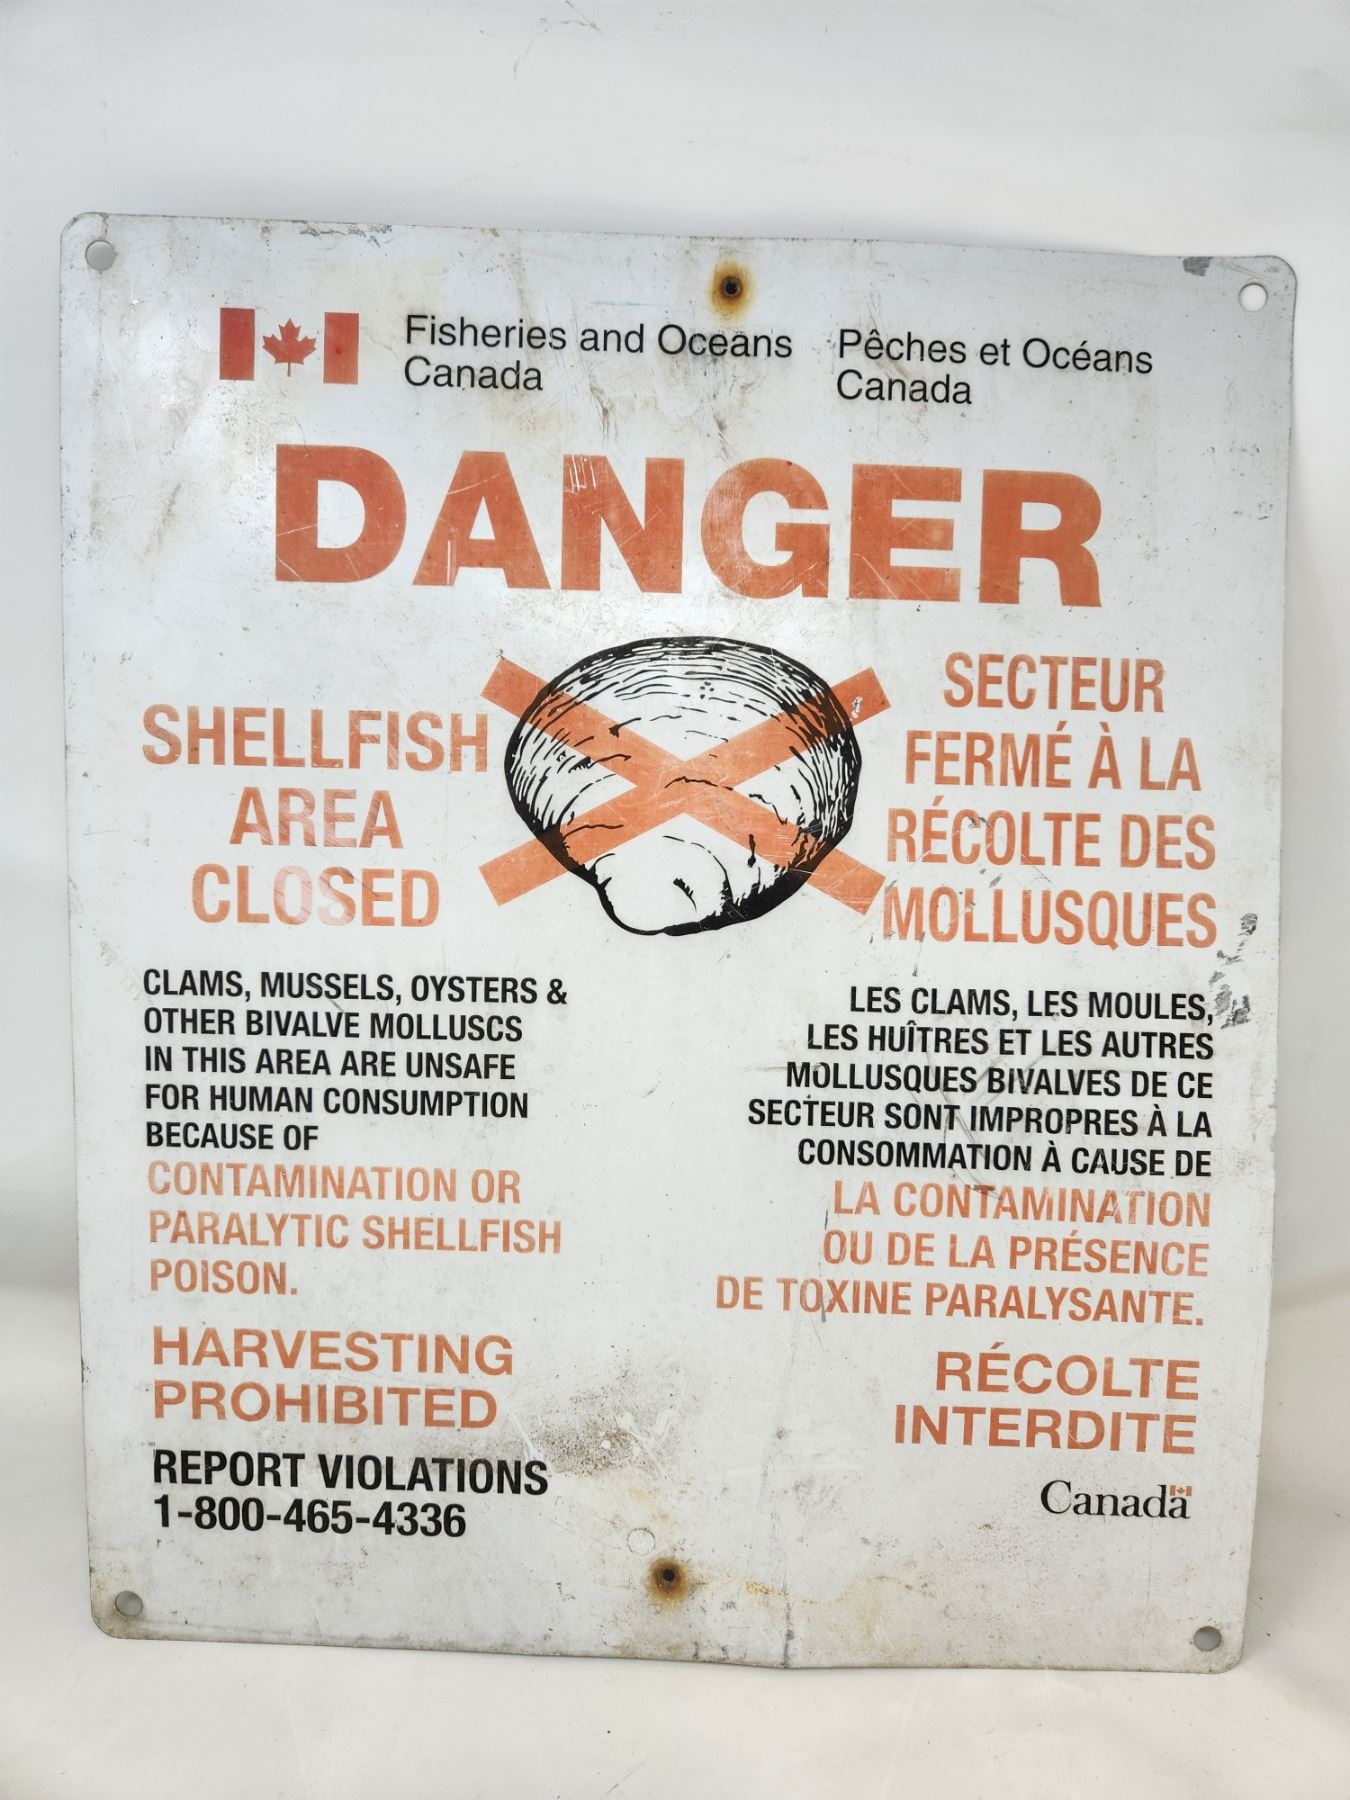 Fisheries and Oceans
Canada
Pêches et Océans
Canada
DANGER
SHELLFISH
AREA
CLOSED
SECTEUR
FERMÉ À LA
RÉCOLTE DES
MOLLUSQUES
CLAMS, MUSSELS, OYSTERS &
OTHER BIVALVE MOLLUSCS
IN THIS AREA ARE UNSAFE
FOR HUMAN CONSUMPTION
BECAUSE OF
CONTAMINATION OR
PARALYTIC SHELLFISH
POISON.
HARVESTING
PROHIBITED
REPORT VIOLATIONS
1-800-465-4336
LES CLAMS, LES MOULES,
LES HUÎTRES ET LES AUTRES
MOLLUSQUES BIVALVES DE CE
SECTEUR SONT IMPROPRES À LA
CONSOMMATION À CAUSE DE
LA CONTAMINATION
OU DE LA PRÉSENCE
DE TOXINE PARALYSANTE.
RÉCOLTE
INTERDITE
Canada